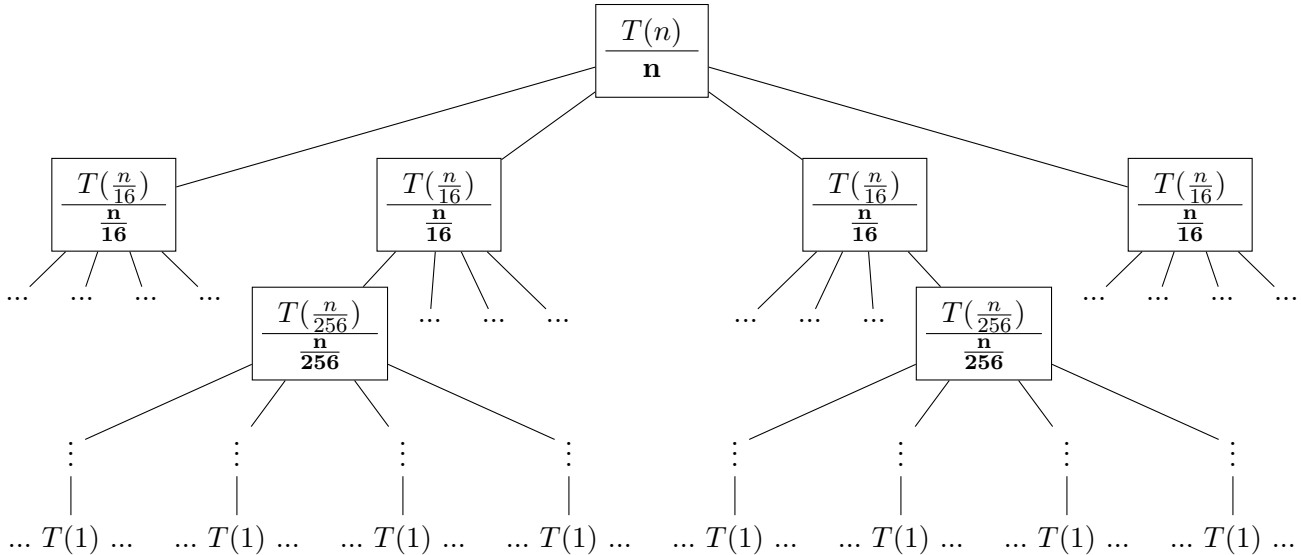 T(n)
n
T(n/16) T(n/16) T(n/16) T(n/16)
n/16 n/16 n/16 n/16
... ... ... ... ... ... ... ... ... ... ... ... ... ...
T(n/256) T(n/256)
n/256 n/256
⋮ ⋮ ⋮ ⋮ ⋮ ⋮ ⋮ ⋮
... T(1) ... ... T(1) ... ... T(1) ... ... T(1) ... ... T(1) ... ... T(1) ... ... T(1) ... ... T(1) ...